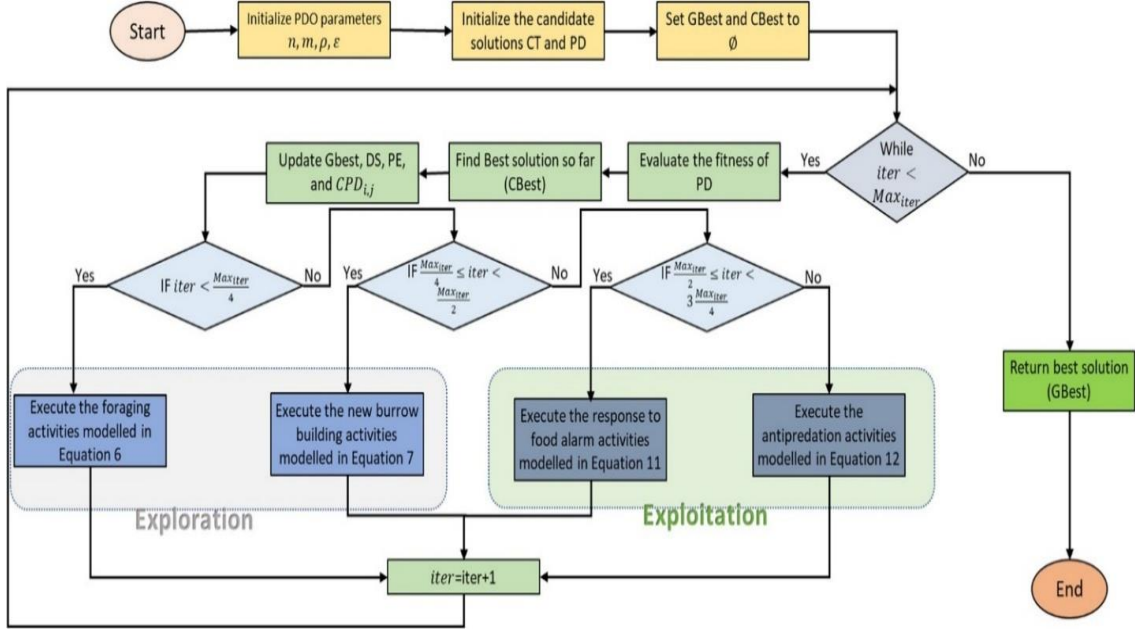 Start
Initialize PDO parameters
n, m, ρ, ε
Initialize the candidate
solutions CT and PD
Set GBest and CBest to
Ø
While
iter <
Max_iter
Yes
No
Evaluate the fitness of
PD
Find Best solution so far
(CBest)
Update Gbest, DS, PE,
and CPD_i,j
IF iter < Max_iter/4
Yes
No
IF Max_iter/4 ≤ iter <
Max_iter/2
Yes
No
IF Max_iter/2 ≤ iter <
3 Max_iter/4
Yes
No
Execute the foraging
activities modelled in
Equation 6
Execute the new burrow
building activities
modelled in Equation 7
Execute the response to
food alarm activities
modelled in Equation 11
Execute the
antipredation activities
modelled in Equation 12
Exploration
Exploitation
iter=iter+1
Return best solution
(GBest)
End